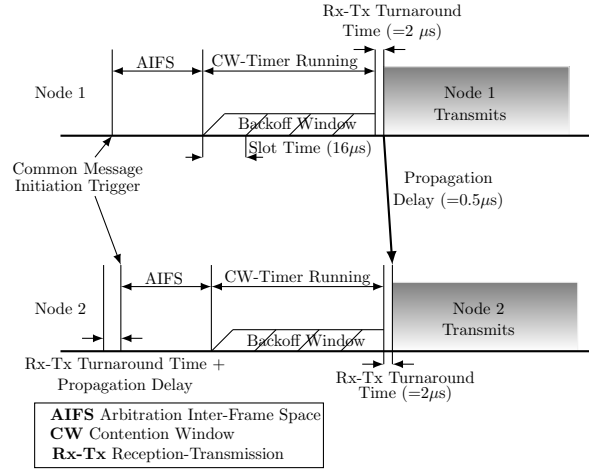 Rx-Tx Turnaround
Time (=2 μs)
AIFS
CW-Timer Running
Node 1
Node 1
Transmits
Backoff Window
Slot Time (16μs)
Common Message
Initiation Trigger
Propagation
Delay (=0.5μs)
AIFS
CW-Timer Running
Node 2
Node 2
Transmits
Backoff Window
Rx-Tx Turnaround Time +
Propagation Delay
Rx-Tx Turnaround
Time (=2μs)
AIFS Arbitration Inter-Frame Space
CW Contention Window
Rx-Tx Reception-Transmission